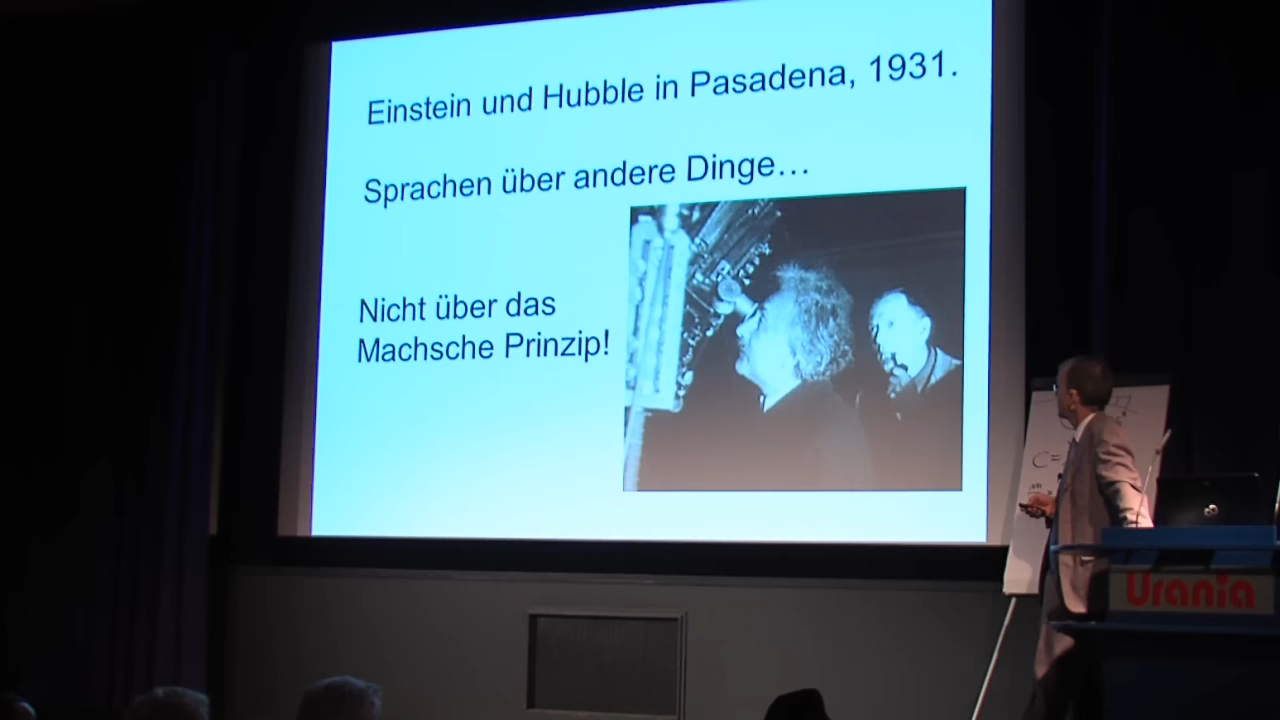 Einstein und Hubble in Pasadena, 1931.
Sprachen über andere Dinge…
Nicht über das
Machsche Prinzip!
C=
Urania